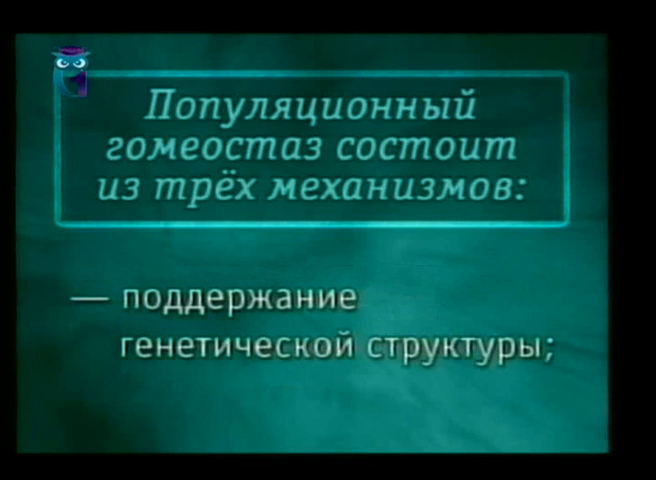 Популяционный
гомеостаз состоит
из трёх механизмов:
— поддержание
генетической структуры;